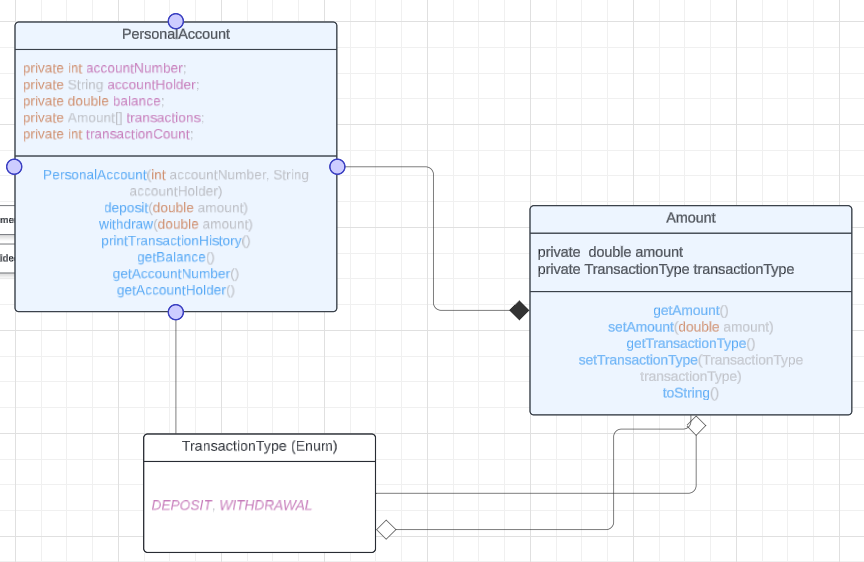 PersonalAccount
private int accountNumber;
private String accountHolder;
private double balance;
private Amount[] transactions;
private int transactionCount;
PersonalAccount(int accountNumber, String
accountHolder)
deposit(double amount)
withdraw(double amount)
printTransactionHistory()
getBalance()
getAccountNumber()
getAccountHolder()
me
ide
Amount
private  double amount
private TransactionType transactionType
getAmount()
setAmount(double amount)
getTransactionType()
setTransactionType(TransactionType
transactionType)
toString()
TransactionType (Enum)
DEPOSIT, WITHDRAWAL